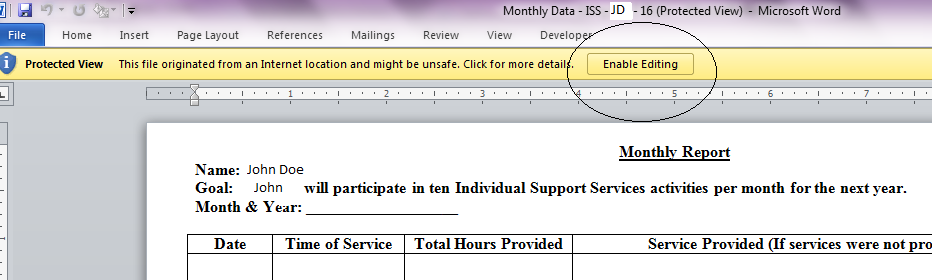 Monthly Data - ISS - JD - 16 (Protected View) - Microsoft Word
File Home Insert Page Layout References Mailings Review View Developer
Protected View This file originated from an Internet location and might be unsafe. Click for more details. Enable Editing
1 2 3 4 5 6 7
Monthly Report
Name: John Doe
Goal: John will participate in ten Individual Support Services activities per month for the next year.
Month & Year: ____________________
Date Time of Service Total Hours Provided Service Provided (If services were not pro